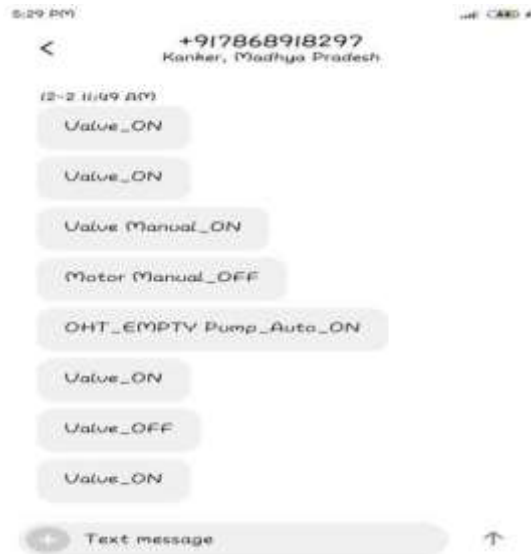 5:29 PM
+917868918297
Kanker, Madhya Pradesh
12-2 11:49 AM
Valve_ON
Valve_ON
Valve Manual_ON
Motor Manual_OFF
OHT_EMPTY Pump_Auto_ON
Valve_ON
Valve_OFF
Valve_ON
Text message